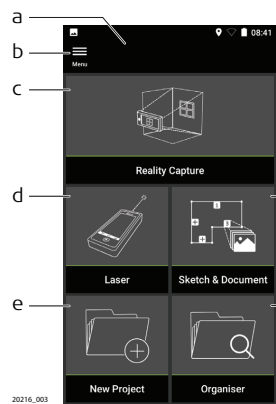 a
08:41
b
Menu
c
Reality Capture
d
Laser
Sketch & Document
e
New Project
Organiser
20216_003